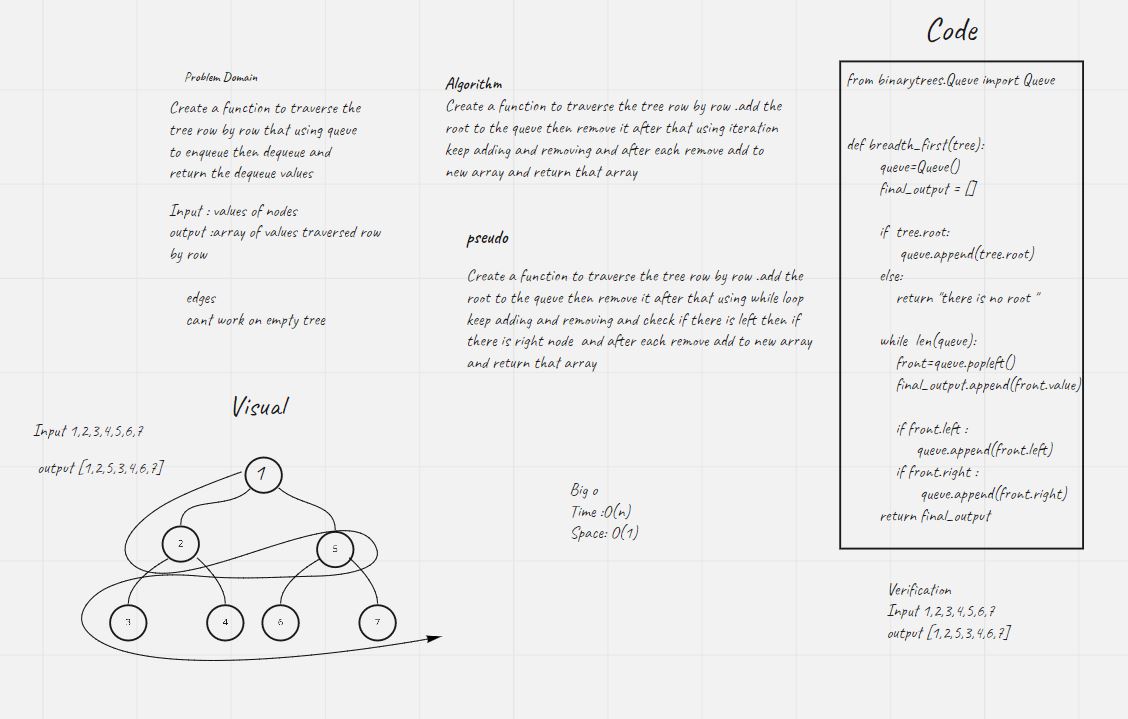 Problem Domain
Create a function to traverse the
tree row by row that using queue
to enqueue then dequeue and
return the dequeue values
Input : values of nodes
output :array of values traversed row
by row
edges
cant work on empty tree
Algorithm
Create a function to traverse the tree row by row .add the
root to the queue then remove it after that using iteration
keep adding and removing and after each remove add to
new array and return that array
pseudo
Create a function to traverse the tree row by row .add the
root to the queue then remove it after that using while loop
keep adding and removing and check if there is left then if
there is right node and after each remove add to new array
and return that array
Visual
Input 1,2,3,4,5,6,7
output [1,2,5,3,4,6,7]
1
2
5
3
4
6
7
Big o
Time :O(n)
Space: O(1)
Code
from binarytrees.Queue import Queue
def breadth_first(tree):
queue=Queue()
final_output = []
if tree.root:
queue.append(tree.root)
else:
return "there is no root "
while len(queue):
front=queue.popleft()
final_output.append(front.value)
if front.left :
queue.append(front.left)
if front.right :
queue.append(front.right)
return final_output
Verification
Input 1,2,3,4,5,6,7
output [1,2,5,3,4,6,7]